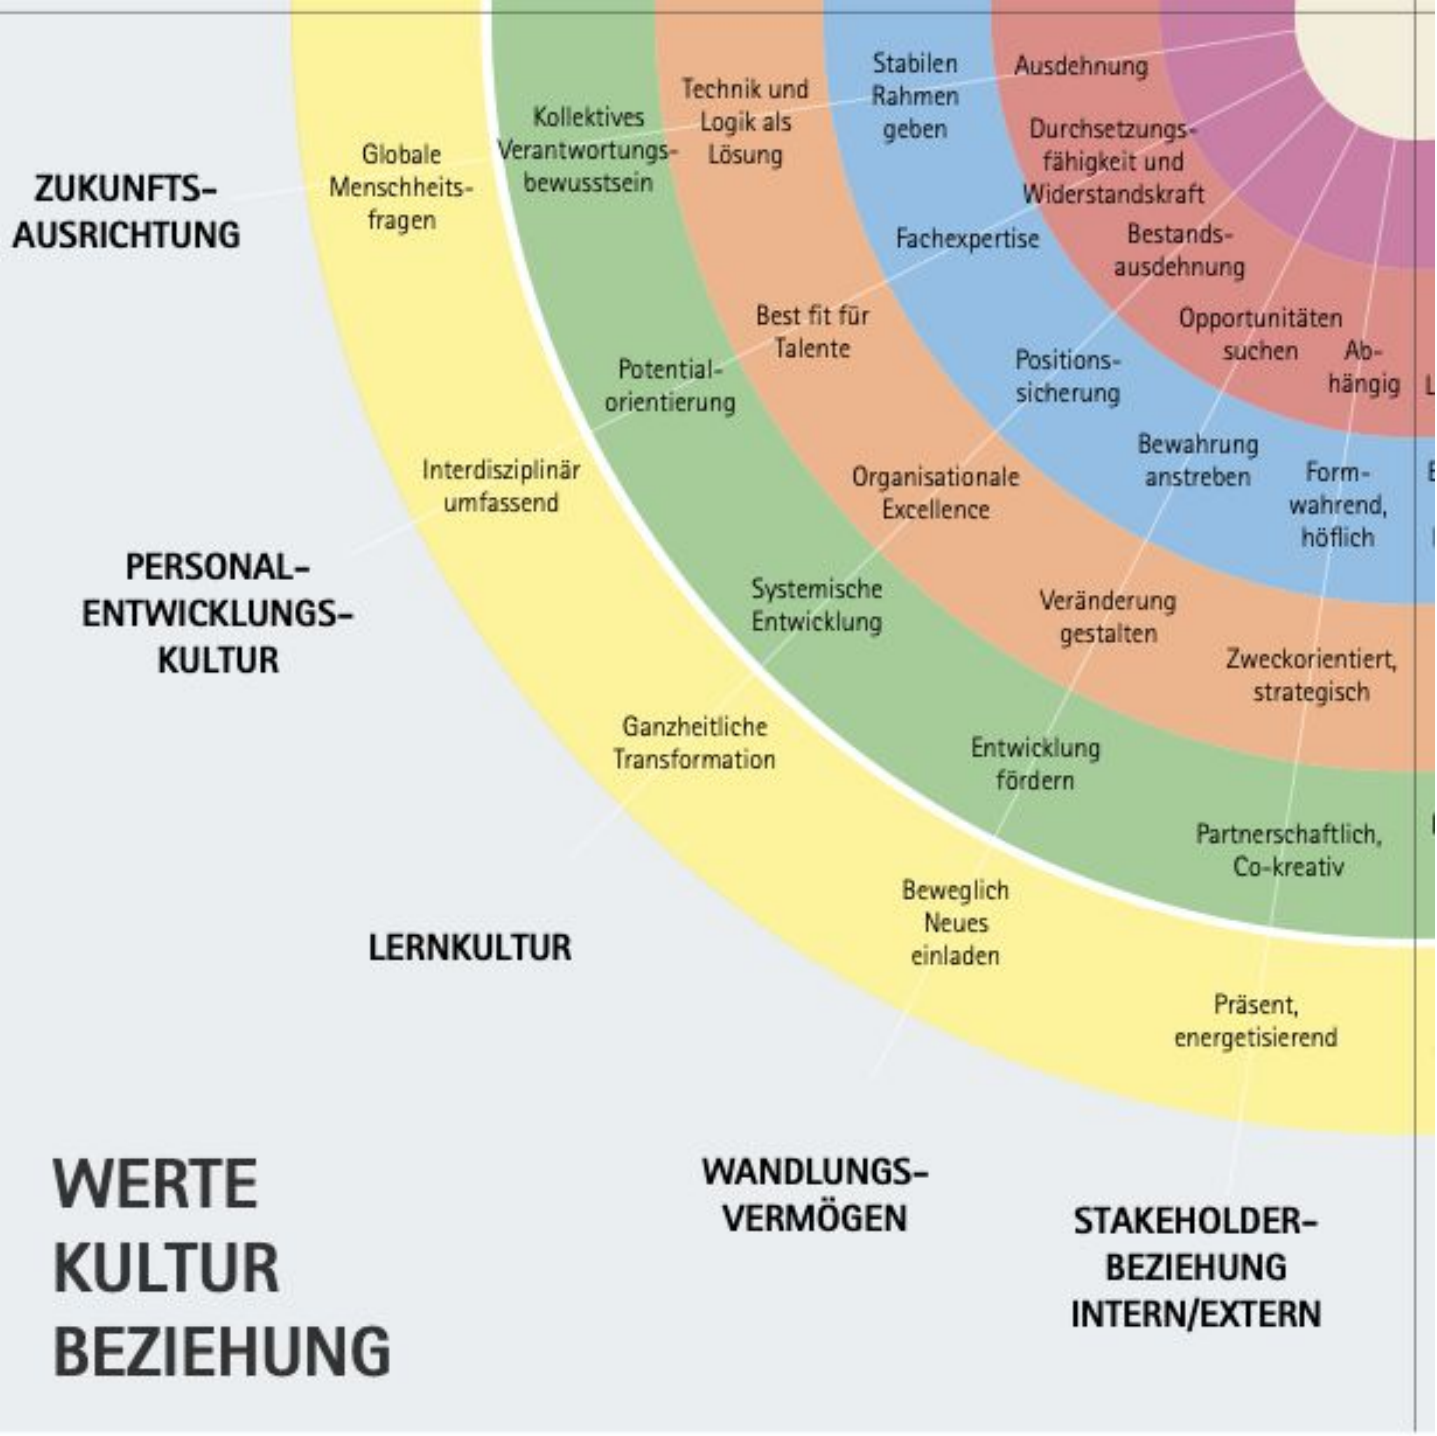 ZUKUNFTS-
AUSRICHTUNG
Globale
Menschheits-
fragen
Kollektives
Verantwortungs-
bewusstsein
Technik und
Logik als
Lösung
Stabilen
Rahmen
geben
Ausdehnung
PERSONAL-
ENTWICKLUNGS-
KULTUR
Interdisziplinär
umfassend
Potential-
orientierung
Best fit für
Talente
Fachexpertise
Durchsetzungs-
fähigkeit und
Widerstandskraft
LERNKULTUR
Ganzheitliche
Transformation
Systemische
Entwicklung
Organisationale
Excellence
Positions-
sicherung
Bestands-
ausdehnung
WANDLUNGS-
VERMÖGEN
Beweglich
Neues
einladen
Entwicklung
fördern
Veränderung
gestalten
Bewahrung
anstreben
Opportunitäten
suchen
STAKEHOLDER-
BEZIEHUNG
INTERN/EXTERN
Präsent,
energetisierend
Partnerschaftlich,
Co-kreativ
Zweckorientiert,
strategisch
Form-
wahrend,
höflich
Ab-
hängig
WERTE
KULTUR
BEZIEHUNG